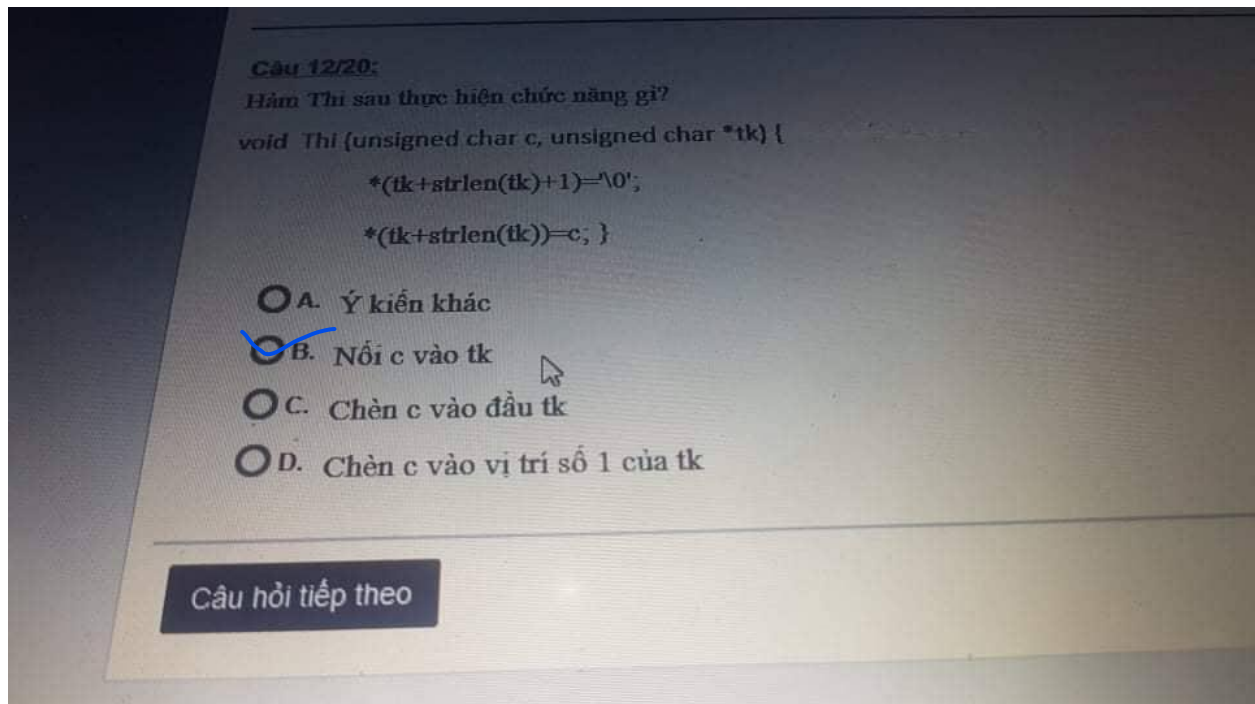 Câu 12/20:
Hàm Thi sau thực hiện chức năng gì?
void Thi (unsigned char c, unsigned char *tk) {
*(tk+strlen(tk)+1)='\0';
*(tk+strlen(tk))=c; }
A. Ý kiến khác
B. Nối c vào tk
C. Chèn c vào đầu tk
D. Chèn c vào vị trí số 1 của tk
Câu hỏi tiếp theo